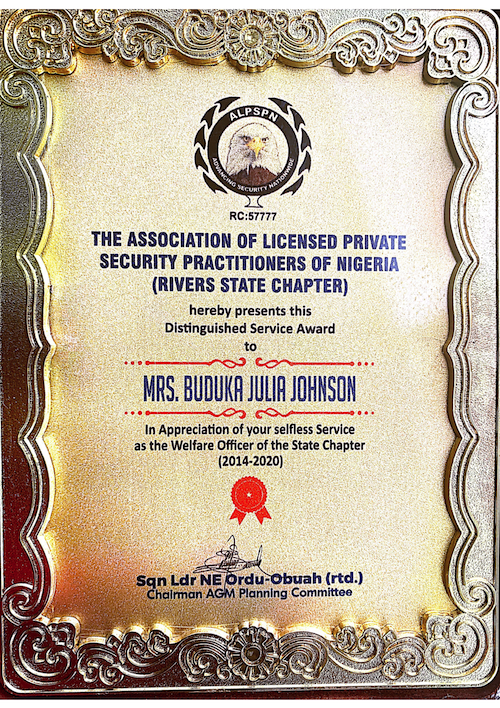 ALPSPN
ADVANCING SECURITY NATIONWIDE
RC:57777
THE ASSOCIATION OF LICENSED PRIVATE
SECURITY PRACTITIONERS OF NIGERIA
(RIVERS STATE CHAPTER)
hereby presents this
Distinguished Service Award
to
MRS. BUDUKA JULIA JOHNSON
In Appreciation of your selfless Service
as the Welfare Officer of the State Chapter
(2014-2020)
Sqn Ldr NE Ordu-Obuah (rtd.)
Chairman AGM Planning Committee